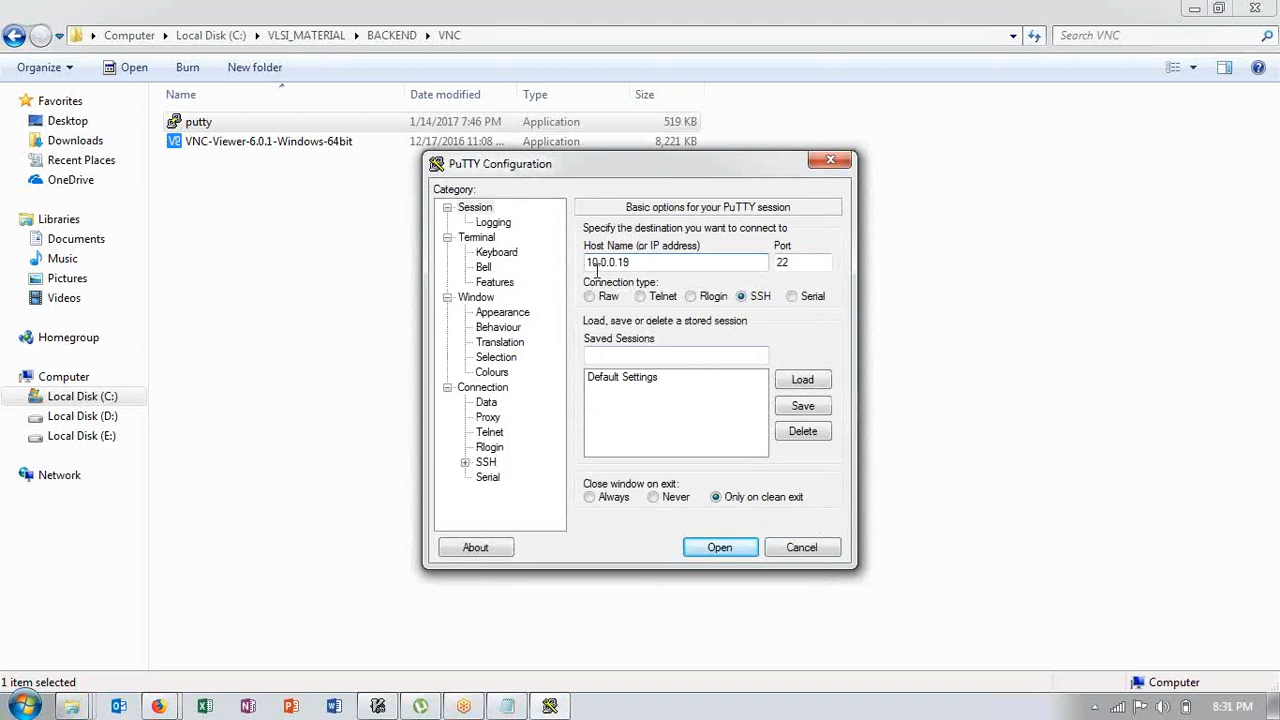 Computer
Local Disk (C:)
VLSI_MATERIAL
BACKEND
VNC
Search VNC
Organize
Open
Burn
New folder
Name
Date modified
Type
Size
putty
1/14/2017 7:46 PM
Application
519 KB
VNC-Viewer-6.0.1-Windows-64bit
12/17/2016 11:08 ...
Application
8,221 KB
Favorites
Desktop
Downloads
Recent Places
OneDrive
Libraries
Documents
Music
Pictures
Videos
Homegroup
Computer
Local Disk (C:)
Local Disk (D:)
Local Disk (E:)
Network
PuTTY Configuration
Category:
Session
Logging
Terminal
Keyboard
Bell
Features
Window
Appearance
Behaviour
Translation
Selection
Colours
Connection
Data
Proxy
Telnet
Rlogin
SSH
Serial
Basic options for your PuTTY session
Specify the destination you want to connect to
Host Name (or IP address)
Port
10.0.0.19
22
Connection type:
Raw
Telnet
Rlogin
SSH
Serial
Load, save or delete a stored session
Saved Sessions
Default Settings
Load
Save
Delete
Close window on exit:
Always
Never
Only on clean exit
About
Open
Cancel
1 item selected
Computer
8:31 PM